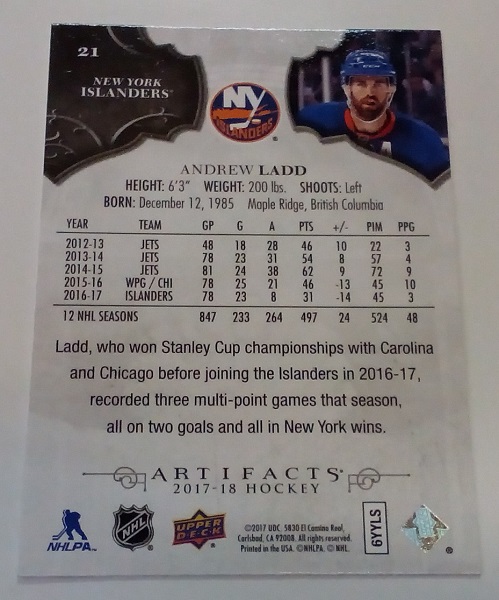 21
NEW YORK
ISLANDERS
NY
ISLANDERS
A
ANDREW LADD
HEIGHT: 6'3" WEIGHT: 200 lbs. SHOOTS: Left
BORN: December 12, 1985 Maple Ridge, British Columbia
YEAR TEAM GP G A PTS +/- PIM PPG
2012-13 JETS 48 18 28 46 10 22 3
2013-14 JETS 78 23 31 54 8 57 4
2014-15 JETS 81 24 38 62 9 72 9
2015-16 WPG / CHI 78 25 21 46 -13 45 10
2016-17 ISLANDERS 78 23 8 31 -14 45 3
12 NHL SEASONS 847 233 264 497 24 524 48
Ladd, who won Stanley Cup championships with Carolina
and Chicago before joining the Islanders in 2016-17,
recorded three multi-point games that season,
all on two goals and all in New York wins.
ARTIFACTS
2017-18 HOCKEY
NHLPA
NHL
UPPER
DECK
©2017 UDC. 5830 El Camino Real,
Carlsbad, CA 92008. All rights reserved.
Printed in the USA. ©NHLPA. © NHL.
6YYLS